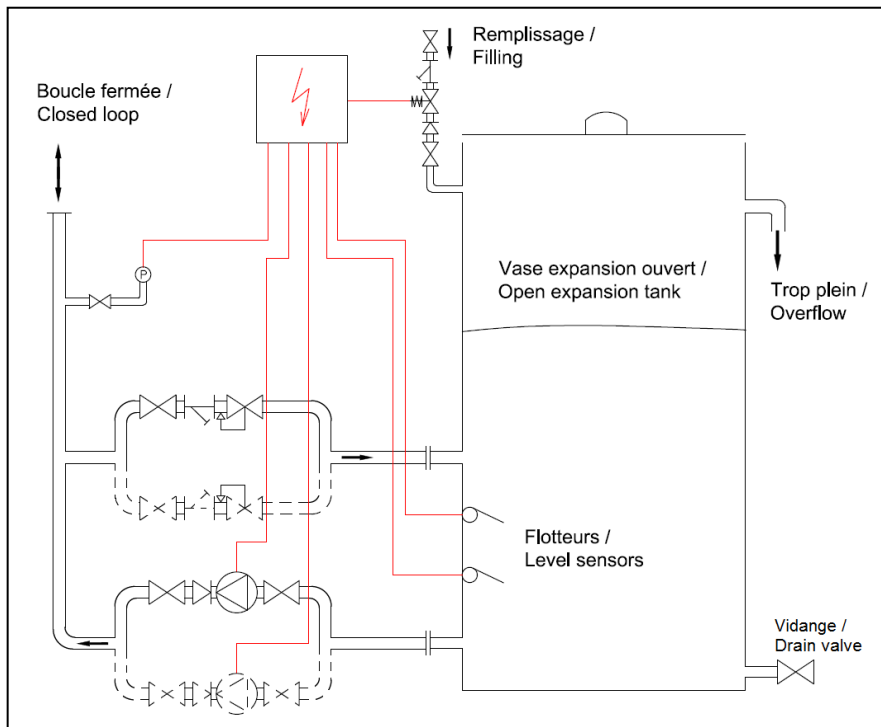 Remplissage /
Filling
Boucle fermée /
Closed loop
P
Vase expansion ouvert /
Open expansion tank
Trop plein /
Overflow
Flotteurs /
Level sensors
Vidange /
Drain valve